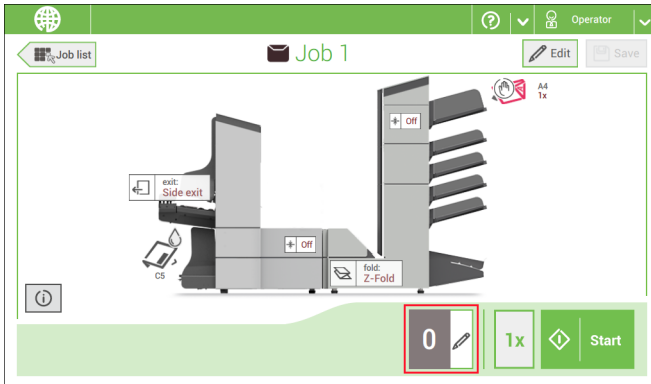 Operator
Job list
Job 1
Edit
Save
A4
1x
Off
exit:
Side exit
Off
C5
fold:
Z-Fold
0
1x
Start